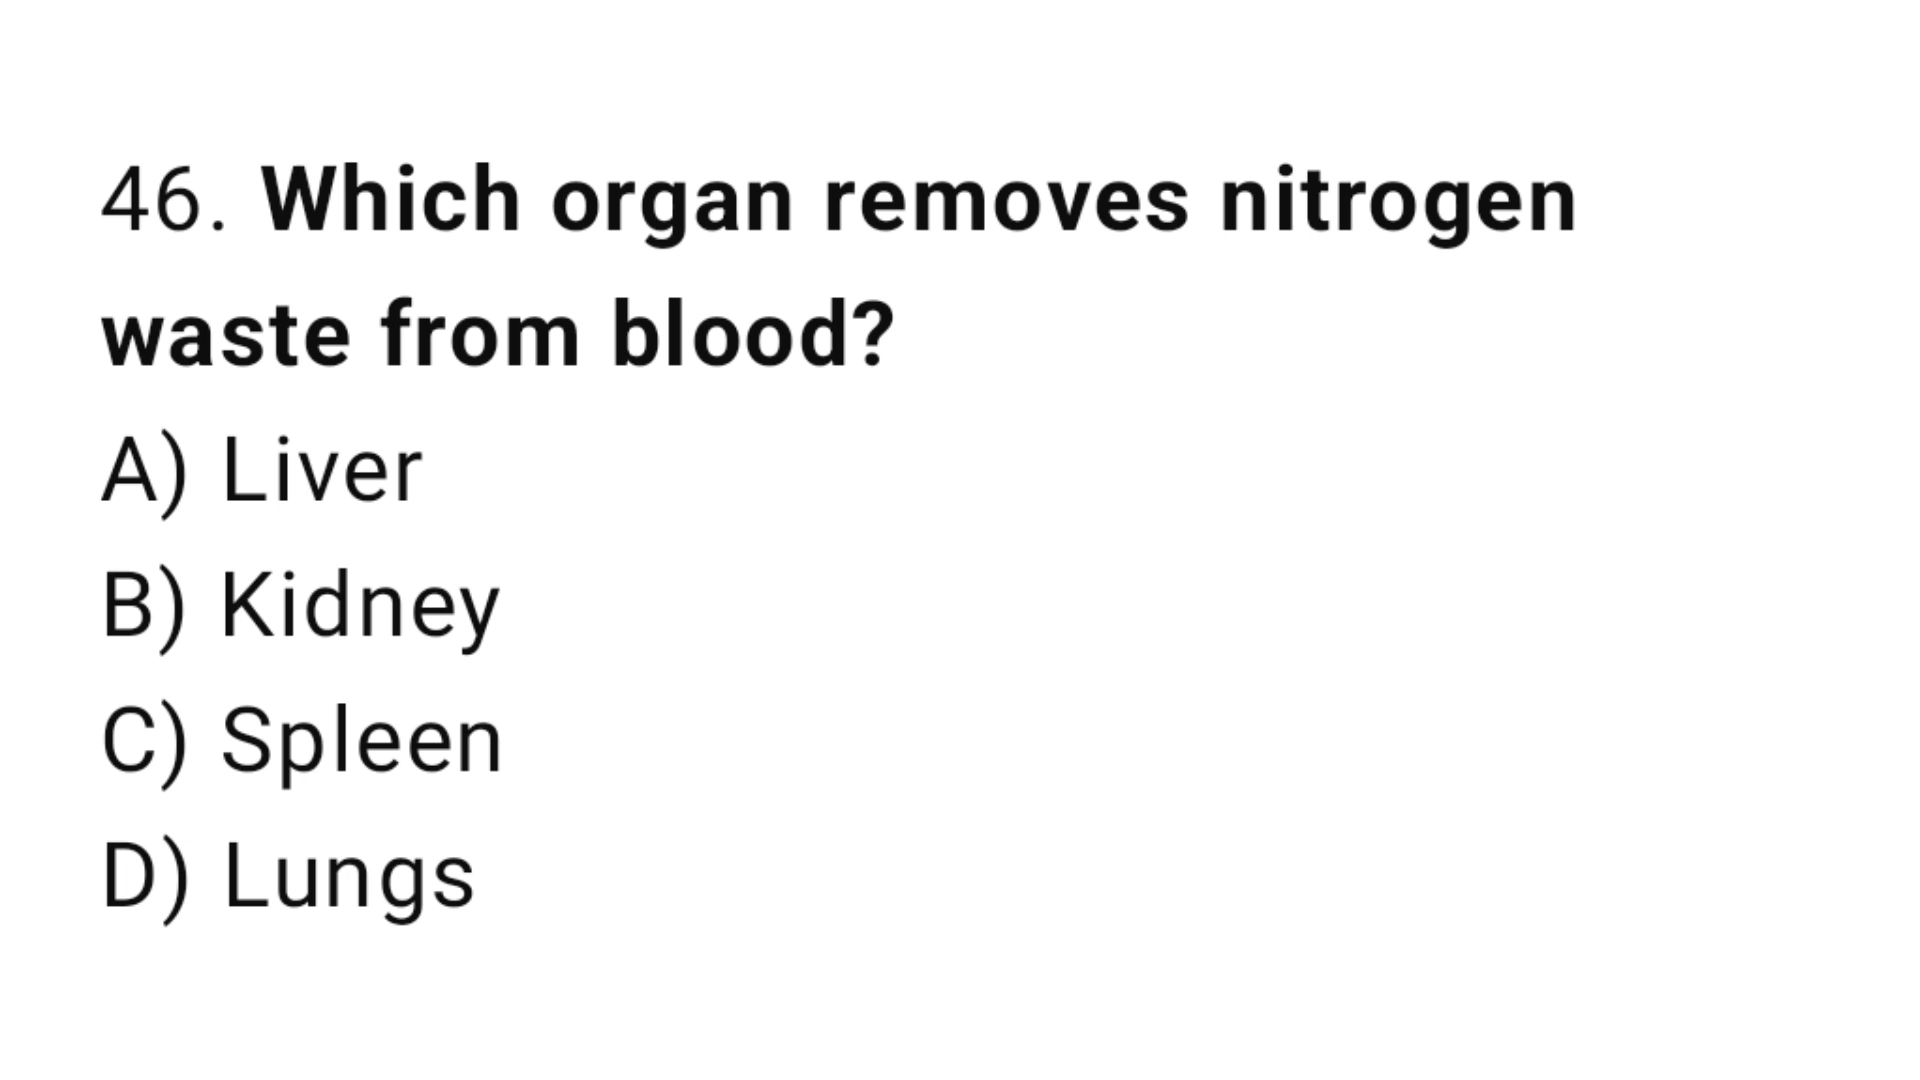 46. Which organ removes nitrogen
waste from blood?
A) Liver
B) Kidney
C) Spleen
D) Lungs